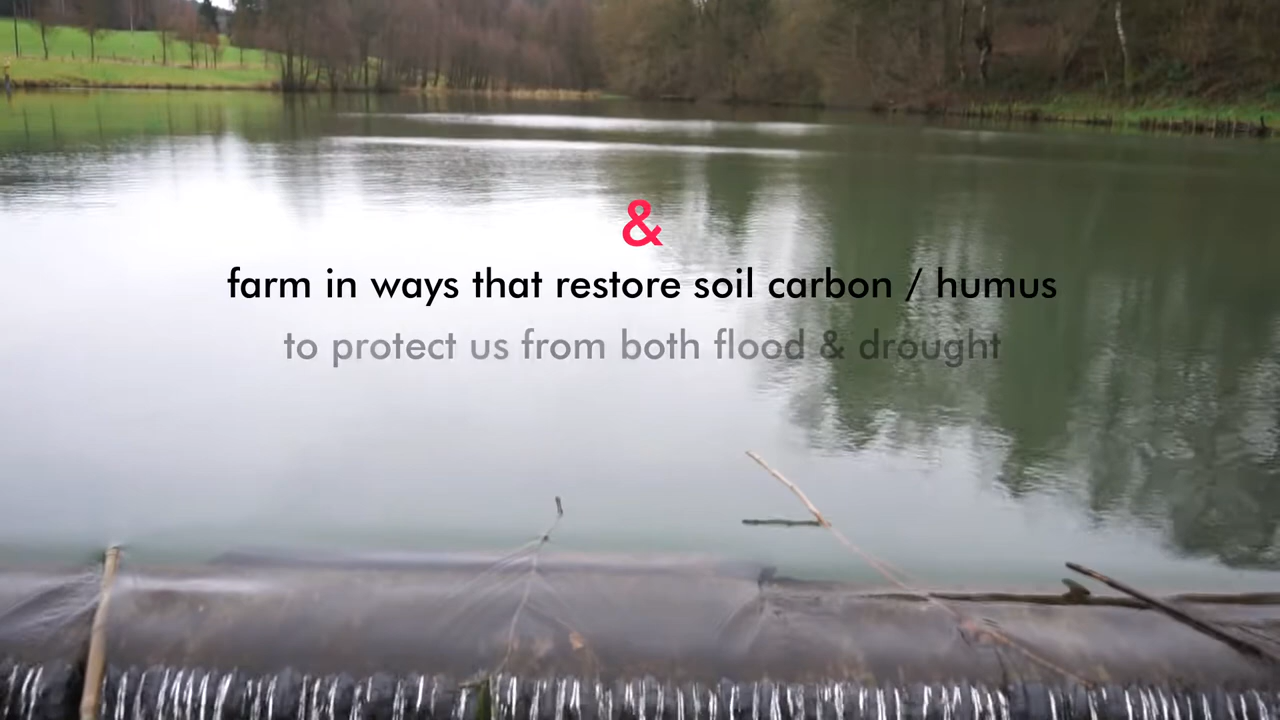 &
farm in ways that restore soil carbon / humus
to protect us from both flood & drought